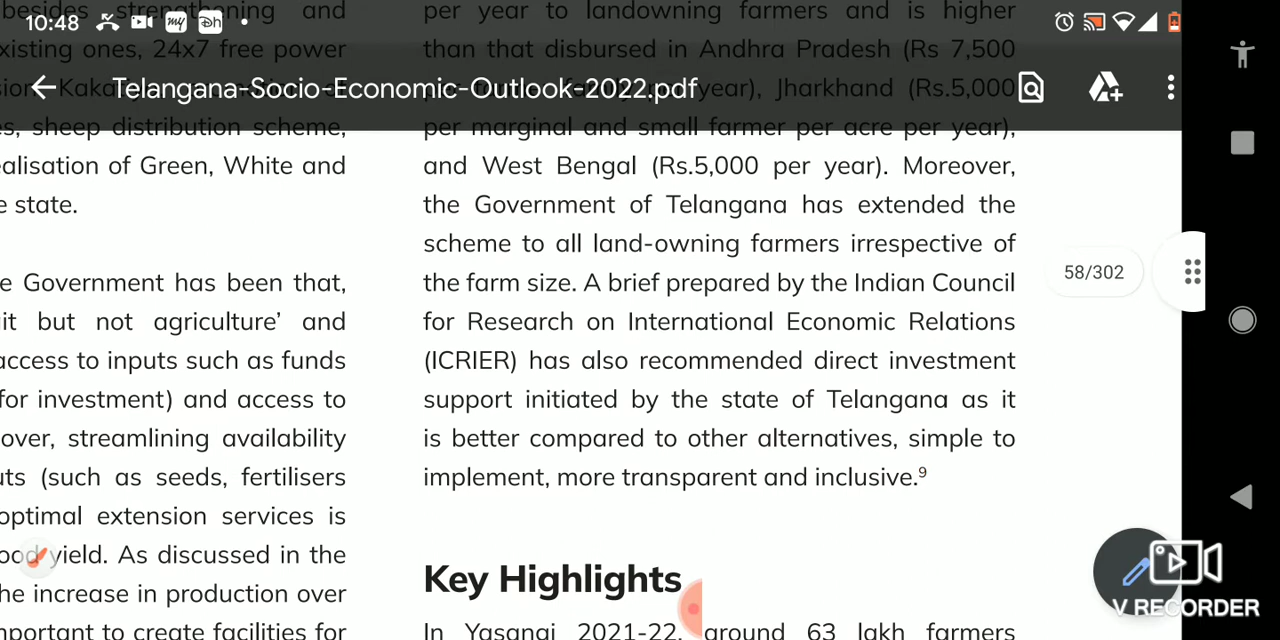 10:48
Telangana-Socio-Economic-Outlook-2022.pdf
besides strengthening and
existing ones, 24x7 free power
es, sheep distribution scheme,
ealisation of Green, White and
e state.
e Government has been that,
it but not agriculture’ and
access to inputs such as funds
for investment) and access to
over, streamlining availability
uts (such as seeds, fertilisers
optimal extension services is
ood yield. As discussed in the
he increase in production over
mportant to create facilities for
per year to landowning farmers and is higher
than that disbursed in Andhra Pradesh (Rs 7,500
year), Jharkhand (Rs.5,000
per marginal and small farmer per acre per year),
and West Bengal (Rs.5,000 per year). Moreover,
the Government of Telangana has extended the
scheme to all land-owning farmers irrespective of
the farm size. A brief prepared by the Indian Council
for Research on International Economic Relations
(ICRIER) has also recommended direct investment
support initiated by the state of Telangana as it
is better compared to other alternatives, simple to
implement, more transparent and inclusive.⁹
Key Highlights
In Yasangi 2021-22, around 63 lakh farmers
58/302
V RECORDER